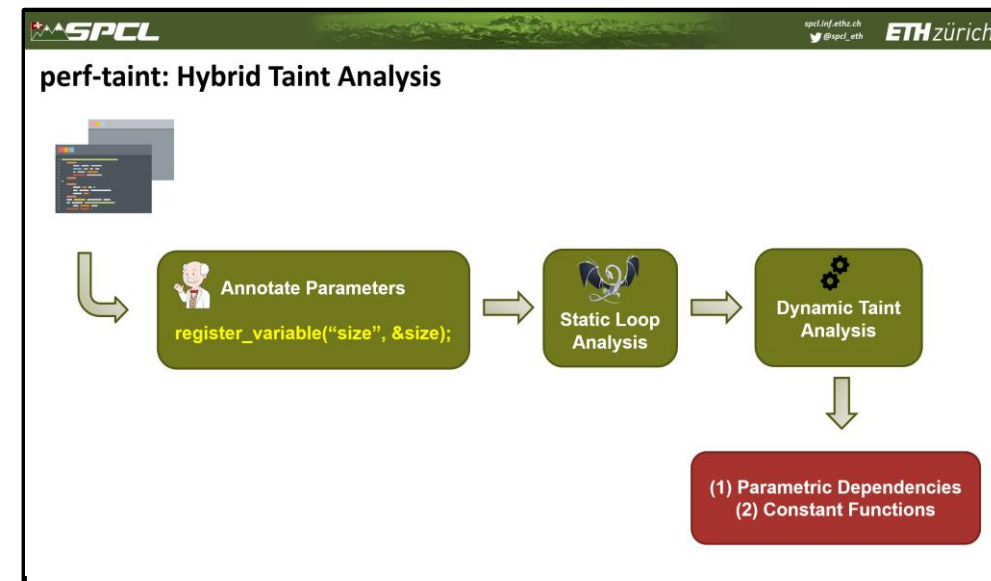 SPCL
spcl.inf.ethz.ch
@spcl_eth
ETH zürich
perf-taint: Hybrid Taint Analysis
Annotate Parameters
register_variable(“size”, &size);
Static Loop
Analysis
Dynamic Taint
Analysis
(1) Parametric Dependencies
(2) Constant Functions